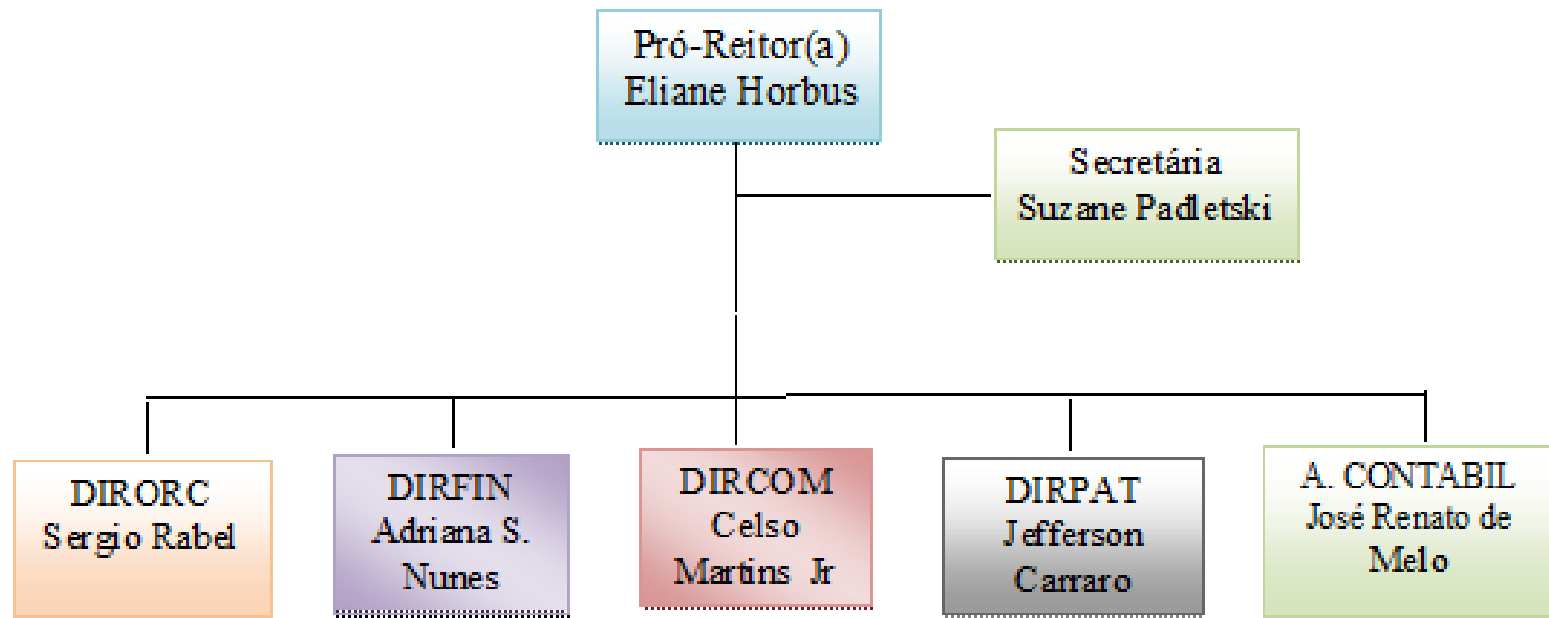 Pró-Reitor(a)
Eliane Horbus
Secretária
Suzane Padletski
DIRORC
Sergio Rabel
DIRFIN
Adriana S.
Nunes
DIRCOM
Celso
Martins Jr
DIRPAT
Jefferson
Carraro
A. CONTABIL
José Renato de
Melo